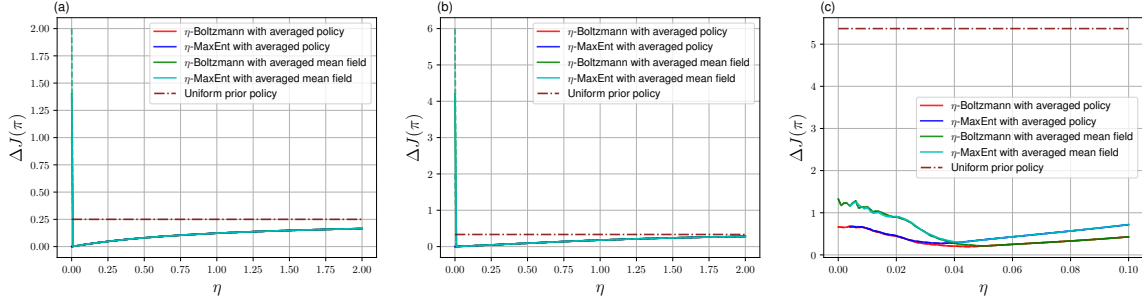 (a)
ΔJ(π)
2.00
1.75
1.50
1.25
1.00
0.75
0.50
0.25
0.00
η-Boltzmann with averaged policy
η-MaxEnt with averaged policy
η-Boltzmann with averaged mean field
η-MaxEnt with averaged mean field
Uniform prior policy
0.00 0.25 0.50 0.75 1.00 1.25 1.50 1.75 2.00
η
(b)
ΔJ(π)
6
5
4
3
2
1
0
η-Boltzmann with averaged policy
η-MaxEnt with averaged policy
η-Boltzmann with averaged mean field
η-MaxEnt with averaged mean field
Uniform prior policy
0.00 0.25 0.50 0.75 1.00 1.25 1.50 1.75 2.00
η
(c)
ΔJ(π)
5
4
3
2
1
0
η-Boltzmann with averaged policy
η-MaxEnt with averaged policy
η-Boltzmann with averaged mean field
η-MaxEnt with averaged mean field
Uniform prior policy
0.00 0.02 0.04 0.06 0.08 0.10
η